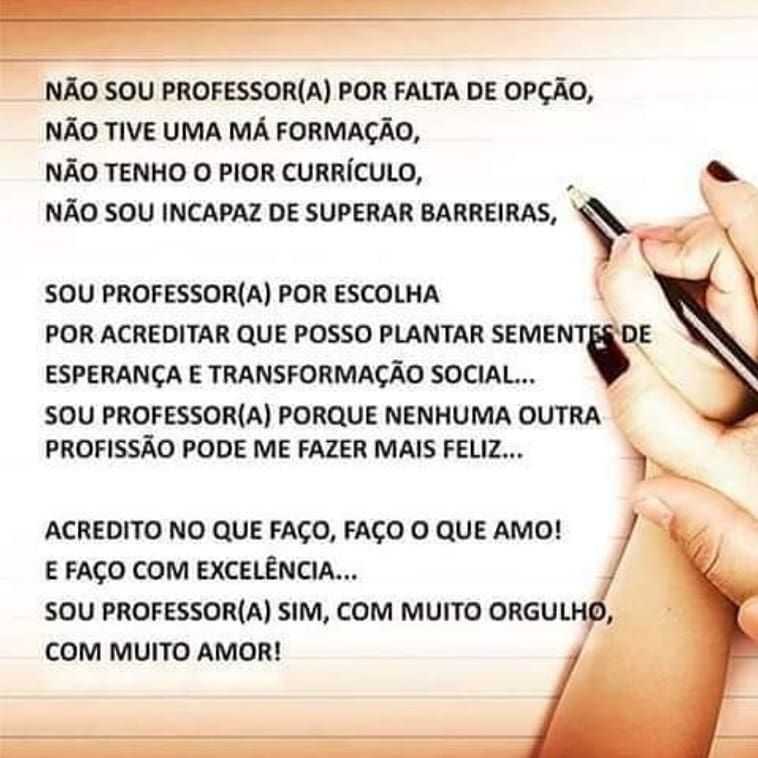 NÃO SOU PROFESSOR(A) POR FALTA DE OPÇÃO,
NÃO TIVE UMA MÁ FORMAÇÃO,
NÃO TENHO O PIOR CURRÍCULO,
NÃO SOU INCAPAZ DE SUPERAR BARREIRAS,
SOU PROFESSOR(A) POR ESCOLHA
POR ACREDITAR QUE POSSO PLANTAR SEMENTES DE
ESPERANÇA E TRANSFORMAÇÃO SOCIAL...
SOU PROFESSOR(A) PORQUE NENHUMA OUTRA
PROFISSÃO PODE ME FAZER MAIS FELIZ...
ACREDITO NO QUE FAÇO, FAÇO O QUE AMO!
E FAÇO COM EXCELÊNCIA...
SOU PROFESSOR(A) SIM, COM MUITO ORGULHO,
COM MUITO AMOR!